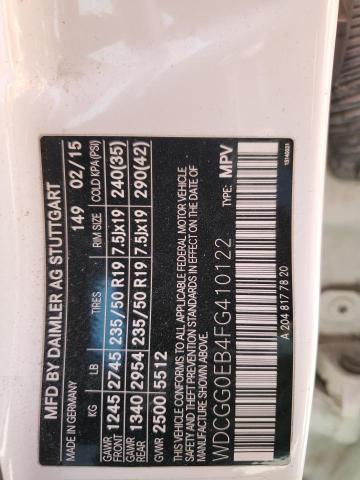 MFD BY DAIMLER AG STUTTGART
MADE IN GERMANY 149 02/15
KG LB TIRES RIM SIZE COLD KPA(PSI)
GAWR FRONT 1245 2745 235/50 R19 7.5Jx19 240(35)
GAWR REAR 1340 2954 235/50 R19 7.5Jx19 290(42)
GVWR 2500 5512
THIS VEHICLE CONFORMS TO ALL APPLICABLE FEDERAL MOTOR VEHICLE
SAFETY AND THEFT PREVENTION STANDARDS IN EFFECT ON THE DATE OF
MANUFACTURE SHOWN ABOVE.
WDCGG0EB4FG410122 TYPE: MPV
A 204 817 78 20 13140021